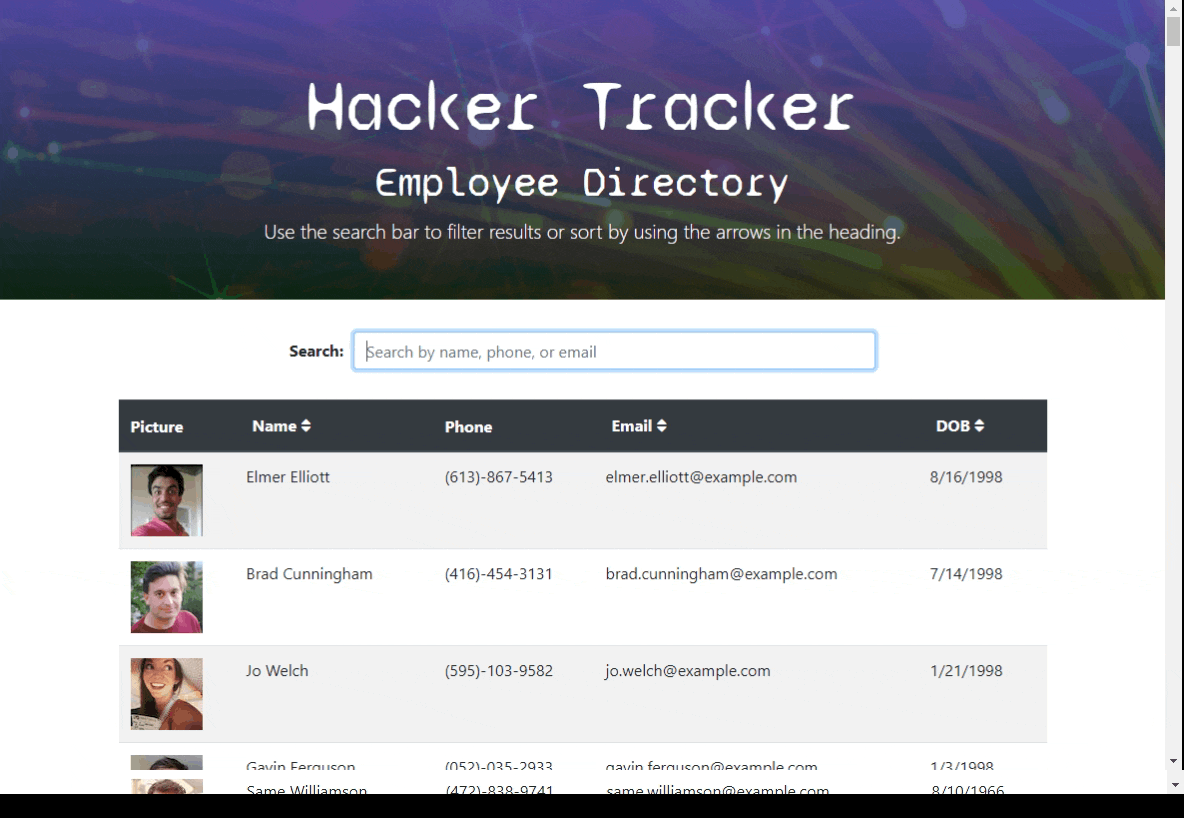 Hacker Tracker
Employee Directory
Use the search bar to filter results or sort by using the arrows in the heading.
Search: Search by name, phone, or email
Picture Name Phone Email DOB
Elmer Elliott (613)-867-5413 elmer.elliott@example.com 8/16/1998
Brad Cunningham (416)-454-3131 brad.cunningham@example.com 7/14/1998
Jo Welch (595)-103-9582 jo.welch@example.com 1/21/1998
Gavin Ferguson (052)-035-2933 gavin.ferguson@example.com 1/3/1998
Same Williamson (472)-838-9741 same.williamson@example.com 8/10/1966